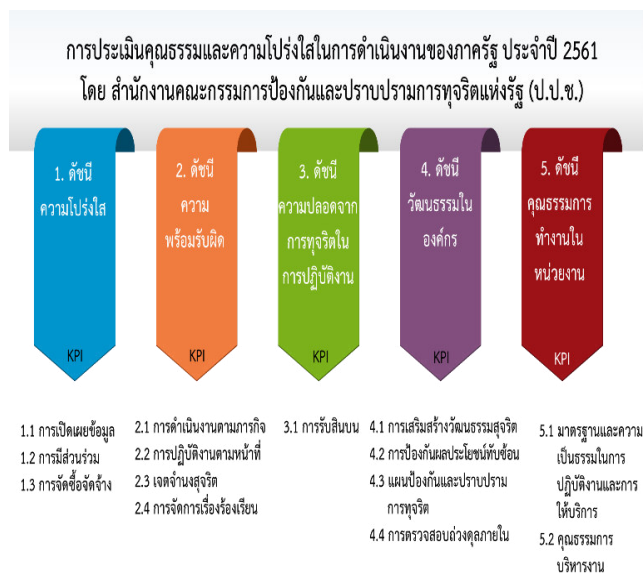 การประเมินคุณธรรมและความโปร่งใสในการดำเนินงานของภาครัฐ ประจำปี 2561
โดย สำนักงานคณะกรรมการป้องกันและปราบปรามการทุจริตแห่งรัฐ (ป.ป.ช.)
1. ดัชนี
ความโปร่งใส
KPI
2. ดัชนี
ความ
พร้อมรับผิด
KPI
3. ดัชนี
ความปลอดจาก
การทุจริตใน
การปฏิบัติงาน
KPI
4. ดัชนี
วัฒนธรรมใน
องค์กร
KPI
5. ดัชนี
คุณธรรมการ
ทำงานใน
หน่วยงาน
KPI
1.1 การเปิดเผยข้อมูล
1.2 การมีส่วนร่วม
1.3 การจัดซื้อจัดจ้าง
2.1 การดำเนินงานตามภารกิจ
2.2 การปฏิบัติงานตามหน้าที่
2.3 เจตจำนงสุจริต
2.4 การจัดการเรื่องร้องเรียน
3.1 การรับสินบน
4.1 การเสริมสร้างวัฒนธรรมสุจริต
4.2 การป้องกันผลประโยชน์ทับซ้อน
4.3 แผนป้องกันและปราบปราม
การทุจริต
4.4 การตรวจสอบถ่วงดุลภายใน
5.1 มาตรฐานและความ
เป็นธรรมในการ
ปฏิบัติงานและการ
ให้บริการ
5.2 คุณธรรมการ
บริหารงาน